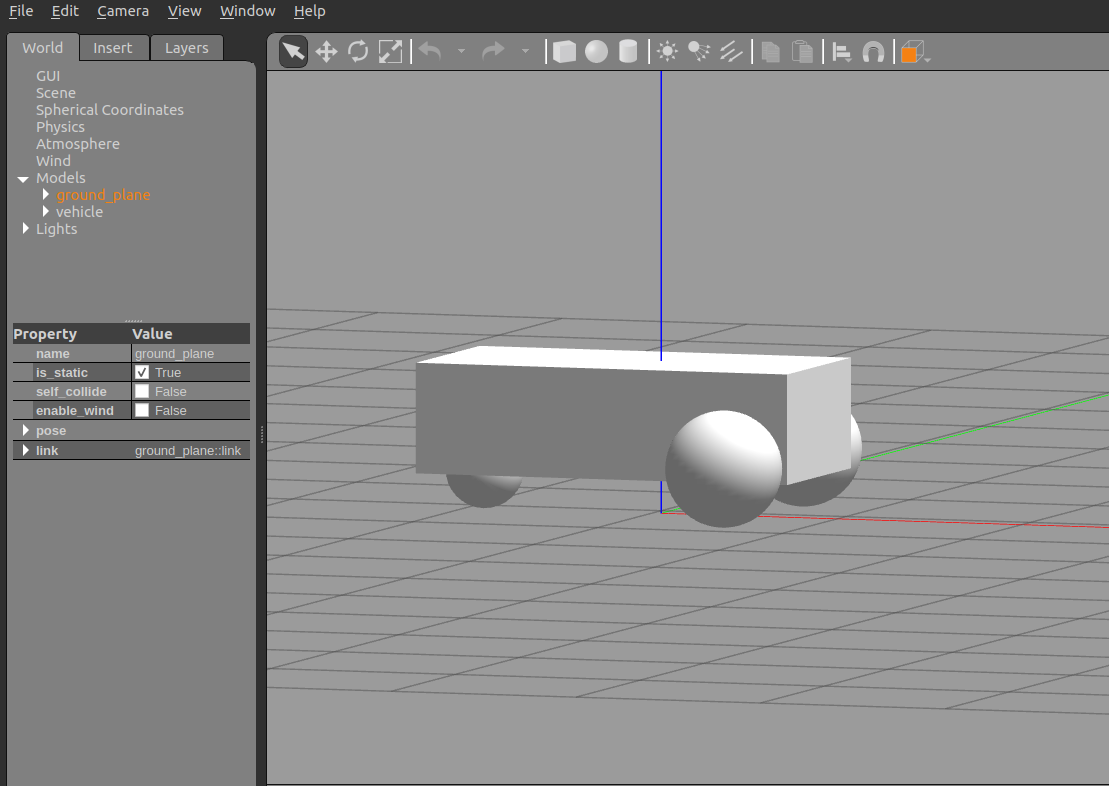 File Edit Camera View Window Help
World Insert Layers
GUI
Scene
Spherical Coordinates
Physics
Atmosphere
Wind
Models
ground_plane
vehicle
Lights
Property Value
name ground_plane
is_static True
self_collide False
enable_wind False
pose
link ground_plane::link